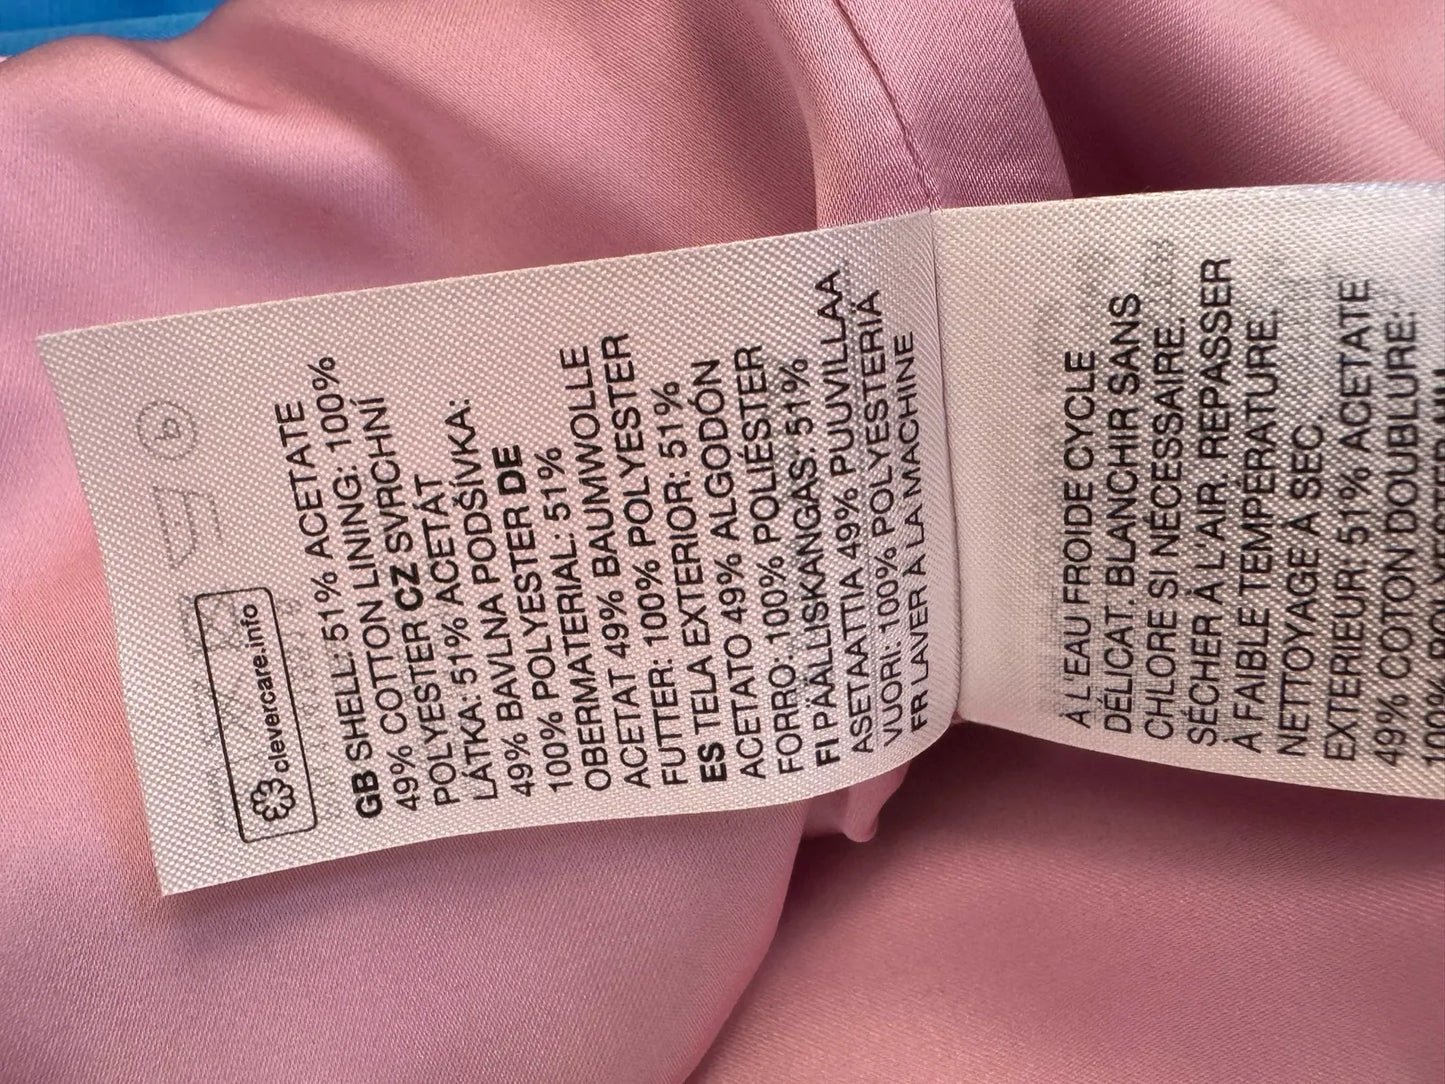 clevercare.info
GB SHELL: 51% ACETATE
49% COTTON LINING: 100%
POLYESTER CZ SVRCHNÍ
LÁTKA: 51% ACETÁT
49% BAVLNA PODŠÍVKA:
100% POLYESTER DE
OBERMATERIAL: 51%
ACETAT 49% BAUMWOLLE
FUTTER: 100% POLYESTER
ES TELA EXTERIOR: 51%
ACETATO 49% ALGODÓN
FORRO: 100% POLIÉSTER
FI PÄÄLLISKANGAS: 51%
ASETAATTIA 49% PUUVILLAA
VUORI: 100% POLYESTERIÄ
FR LAVER À LA MACHINE
À L'EAU FROIDE CYCLE
DÉLICAT. BLANCHIR SANS
CHLORE SI NÉCESSAIRE.
SÉCHER À L'AIR. REPASSER
À FAIBLE TEMPÉRATURE.
NETTOYAGE À SEC.
EXTERIEUR: 51% ACETATE
49% COTON DOUBLURE:
100%